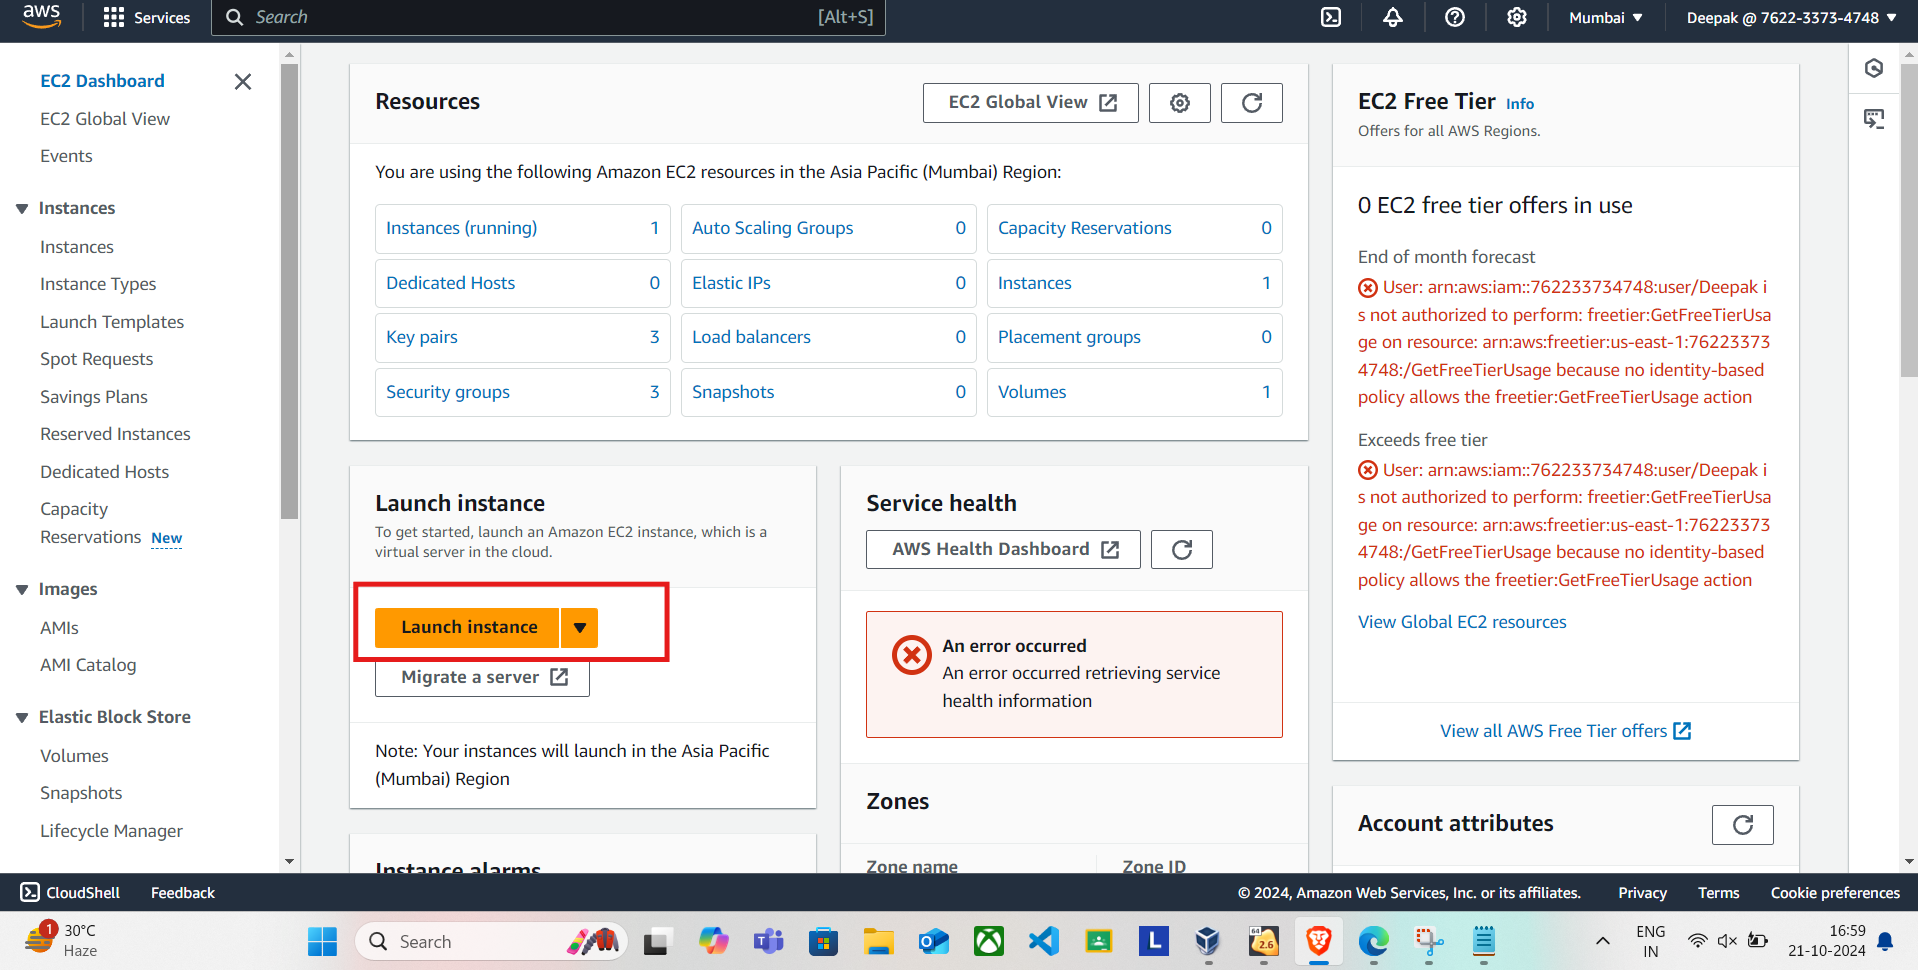 aws
Services
Search
[Alt+S]
Mumbai ▼
Deepak @ 7622-3373-4748 ▼
EC2 Dashboard
EC2 Global View
Events
Instances
Instances
Instance Types
Launch Templates
Spot Requests
Savings Plans
Reserved Instances
Dedicated Hosts
Capacity
Reservations New
Images
AMIs
AMI Catalog
Elastic Block Store
Volumes
Snapshots
Lifecycle Manager
Resources
EC2 Global View
You are using the following Amazon EC2 resources in the Asia Pacific (Mumbai) Region:
Instances (running) 1
Auto Scaling Groups 0
Capacity Reservations 0
Dedicated Hosts 0
Elastic IPs 0
Instances 1
Key pairs 3
Load balancers 0
Placement groups 0
Security groups 3
Snapshots 0
Volumes 1
Launch instance
To get started, launch an Amazon EC2 instance, which is a
virtual server in the cloud.
Launch instance
Migrate a server
Note: Your instances will launch in the Asia Pacific
(Mumbai) Region
Instance alarms
Service health
AWS Health Dashboard
An error occurred
An error occurred retrieving service
health information
Zones
Zone name
Zone ID
EC2 Free Tier Info
Offers for all AWS Regions.
0 EC2 free tier offers in use
End of month forecast
User: arn:aws:iam::762233734748:user/Deepak i
s not authorized to perform: freetier:GetFreeTierUsa
ge on resource: arn:aws:freetier:us-east-1:76223373
4748:/GetFreeTierUsage because no identity-based
policy allows the freetier:GetFreeTierUsage action
Exceeds free tier
User: arn:aws:iam::762233734748:user/Deepak i
s not authorized to perform: freetier:GetFreeTierUsa
ge on resource: arn:aws:freetier:us-east-1:76223373
4748:/GetFreeTierUsage because no identity-based
policy allows the freetier:GetFreeTierUsage action
View Global EC2 resources
View all AWS Free Tier offers
Account attributes
CloudShell
Feedback
© 2024, Amazon Web Services, Inc. or its affiliates.
Privacy
Terms
Cookie preferences
1
30°C
Haze
Search
L
64
2.6
ENG
IN
16:59
21-10-2024